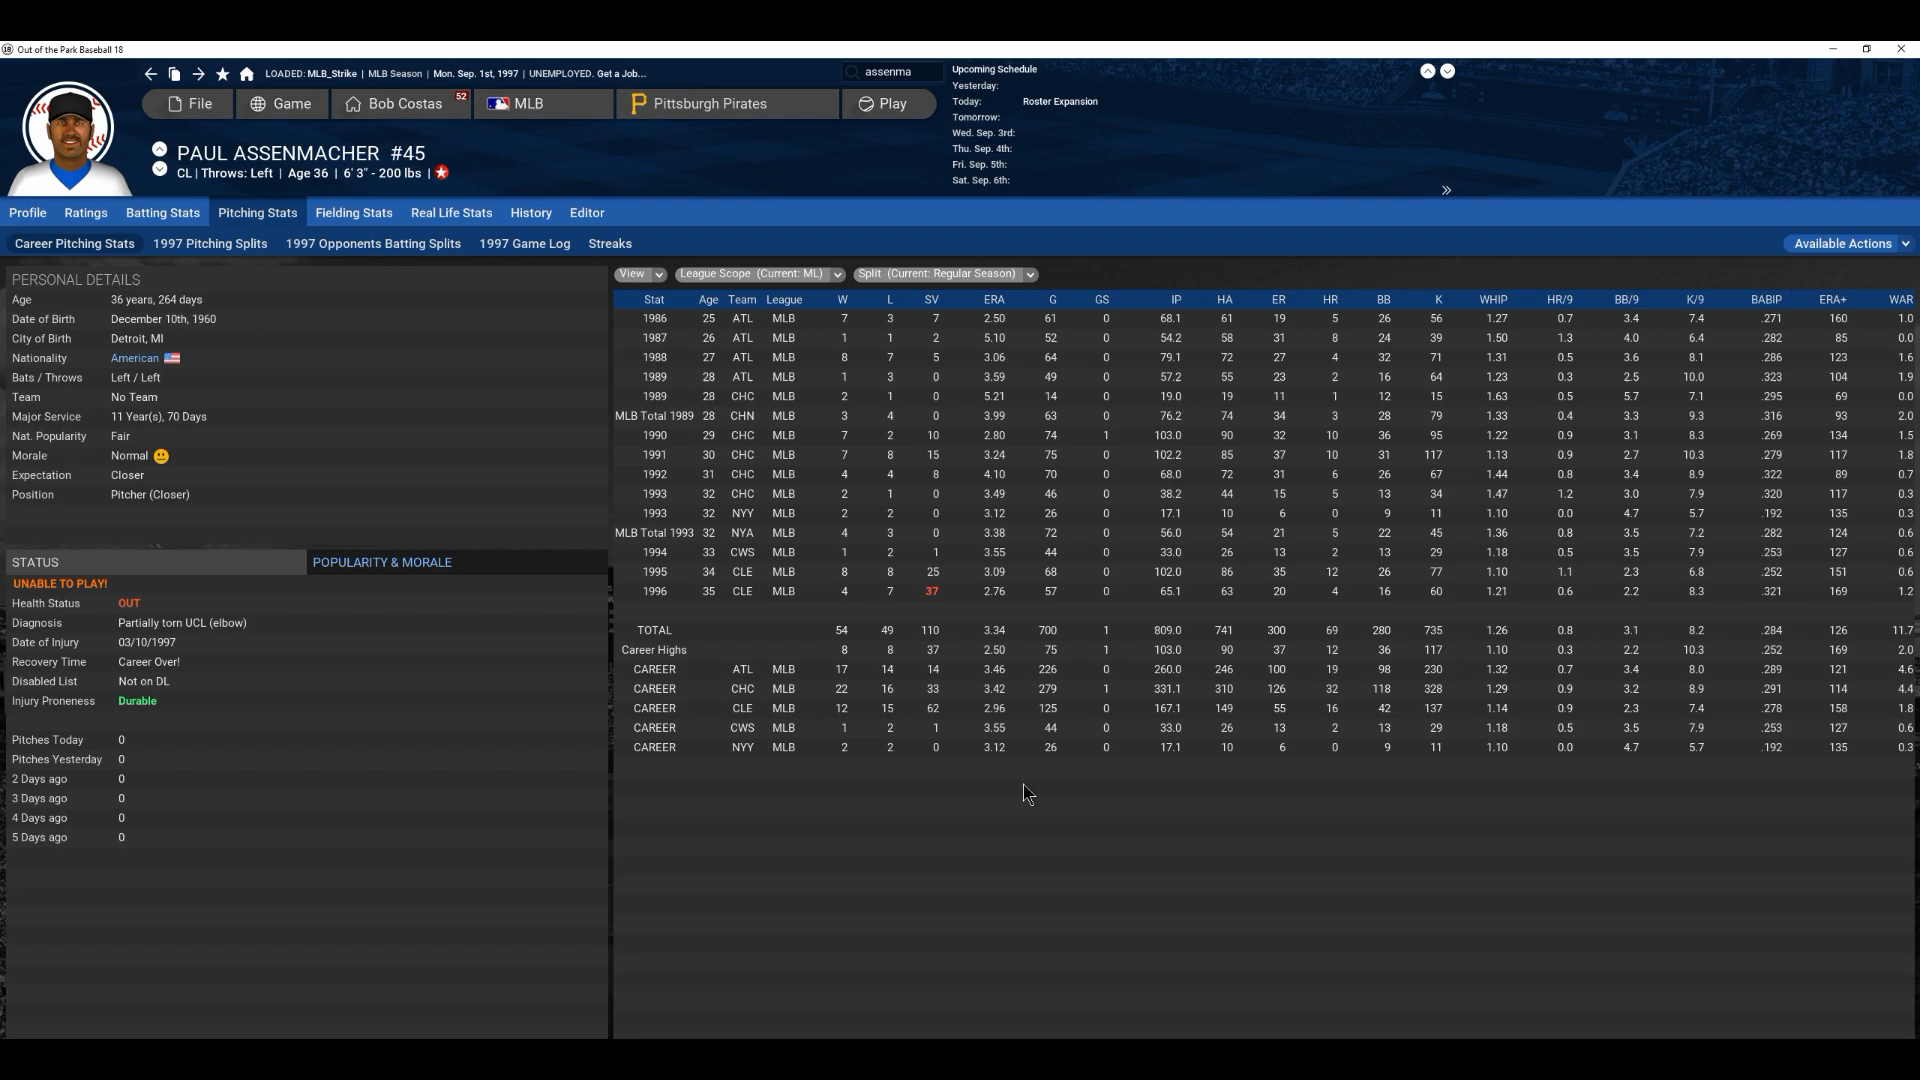 Out of the Park Baseball 18
LOADED: MLB_Strike | MLB Season | Mon. Sep. 1st, 1997 | UNEMPLOYED. Get a Job...
assenma
File Game Bob Costas 52 MLB Pittsburgh Pirates Play
Upcoming Schedule
Yesterday:
Today: Roster Expansion
Tomorrow:
Wed. Sep. 3rd:
Thu. Sep. 4th:
Fri. Sep. 5th:
Sat. Sep. 6th:
PAUL ASSENMACHER #45
CL | Throws: Left | Age 36 | 6' 3" - 200 lbs |
Profile Ratings Batting Stats Pitching Stats Fielding Stats Real Life Stats History Editor
Career Pitching Stats 1997 Pitching Splits 1997 Opponents Batting Splits 1997 Game Log Streaks Available Actions
PERSONAL DETAILS
Age 36 years, 264 days
Date of Birth December 10th, 1960
City of Birth Detroit, MI
Nationality American
Bats / Throws Left / Left
Team No Team
Major Service 11 Year(s), 70 Days
Nat. Popularity Fair
Morale Normal
Expectation Closer
Position Pitcher (Closer)
STATUS POPULARITY & MORALE
UNABLE TO PLAY!
Health Status OUT
Diagnosis Partially torn UCL (elbow)
Date of Injury 03/10/1997
Recovery Time Career Over!
Disabled List Not on DL
Injury Proneness Durable
Pitches Today 0
Pitches Yesterday 0
2 Days ago 0
3 Days ago 0
4 Days ago 0
5 Days ago 0
View League Scope (Current: ML) Split (Current: Regular Season)
Stat Age Team League W L SV ERA G GS IP HA ER HR BB K WHIP HR/9 BB/9 K/9 BABIP ERA+ WAR
1986 25 ATL MLB 7 3 7 2.50 61 0 68.1 61 19 5 26 56 1.27 0.7 3.4 7.4 .271 160 1.0
1987 26 ATL MLB 1 1 2 5.10 52 0 54.2 58 31 8 24 39 1.50 1.3 4.0 6.4 .282 85 0.0
1988 27 ATL MLB 8 7 5 3.06 64 0 79.1 72 27 4 32 71 1.31 0.5 3.6 8.1 .286 123 1.6
1989 28 ATL MLB 1 3 0 3.59 49 0 57.2 55 23 2 16 64 1.23 0.3 2.5 10.0 .323 104 1.9
1989 28 CHC MLB 2 1 0 5.21 14 0 19.0 19 11 1 12 15 1.63 0.5 5.7 7.1 .295 69 0.0
MLB Total 1989 28 CHN MLB 3 4 0 3.99 63 0 76.2 74 34 3 28 79 1.33 0.4 3.3 9.3 .316 93 2.0
1990 29 CHC MLB 7 2 10 2.80 74 1 103.0 90 32 10 36 95 1.22 0.9 3.1 8.3 .269 134 1.5
1991 30 CHC MLB 7 8 15 3.24 75 0 102.2 85 37 10 31 117 1.13 0.9 2.7 10.3 .279 117 1.8
1992 31 CHC MLB 4 4 8 4.10 70 0 68.0 72 31 6 26 67 1.44 0.8 3.4 8.9 .322 89 0.7
1993 32 CHC MLB 2 1 0 3.49 46 0 38.2 44 15 5 13 34 1.47 1.2 3.0 7.9 .320 117 0.3
1993 32 NYY MLB 2 2 0 3.12 26 0 17.1 10 6 0 9 11 1.10 0.0 4.7 5.7 .192 135 0.3
MLB Total 1993 32 NYA MLB 4 3 0 3.38 72 0 56.0 54 21 5 22 45 1.36 0.8 3.5 7.2 .282 122 0.6
1994 33 CWS MLB 1 2 1 3.55 44 0 33.0 26 13 2 13 29 1.18 0.5 3.5 7.9 .253 127 0.6
1995 34 CLE MLB 8 8 25 3.09 68 0 102.0 86 35 12 26 77 1.10 1.1 2.3 6.8 .252 151 0.6
1996 35 CLE MLB 4 7 37 2.76 57 0 65.1 63 20 4 16 60 1.21 0.6 2.2 8.3 .321 169 1.2
TOTAL 54 49 110 3.34 700 1 809.0 741 300 69 280 735 1.26 0.8 3.1 8.2 .284 126 11.7
Career Highs 8 8 37 2.50 75 1 103.0 90 37 12 36 117 1.10 0.3 2.2 10.3 .252 169 2.0
CAREER ATL MLB 17 14 14 3.46 226 0 260.0 246 100 19 98 230 1.32 0.7 3.4 8.0 .289 121 4.6
CAREER CHC MLB 22 16 33 3.42 279 1 331.1 310 126 32 118 328 1.29 0.9 3.2 8.9 .291 114 4.4
CAREER CLE MLB 12 15 62 2.96 125 0 167.1 149 55 16 42 137 1.14 0.9 2.3 7.4 .278 158 1.8
CAREER CWS MLB 1 2 1 3.55 44 0 33.0 26 13 2 13 29 1.18 0.5 3.5 7.9 .253 127 0.6
CAREER NYY MLB 2 2 0 3.12 26 0 17.1 10 6 0 9 11 1.10 0.0 4.7 5.7 .192 135 0.3